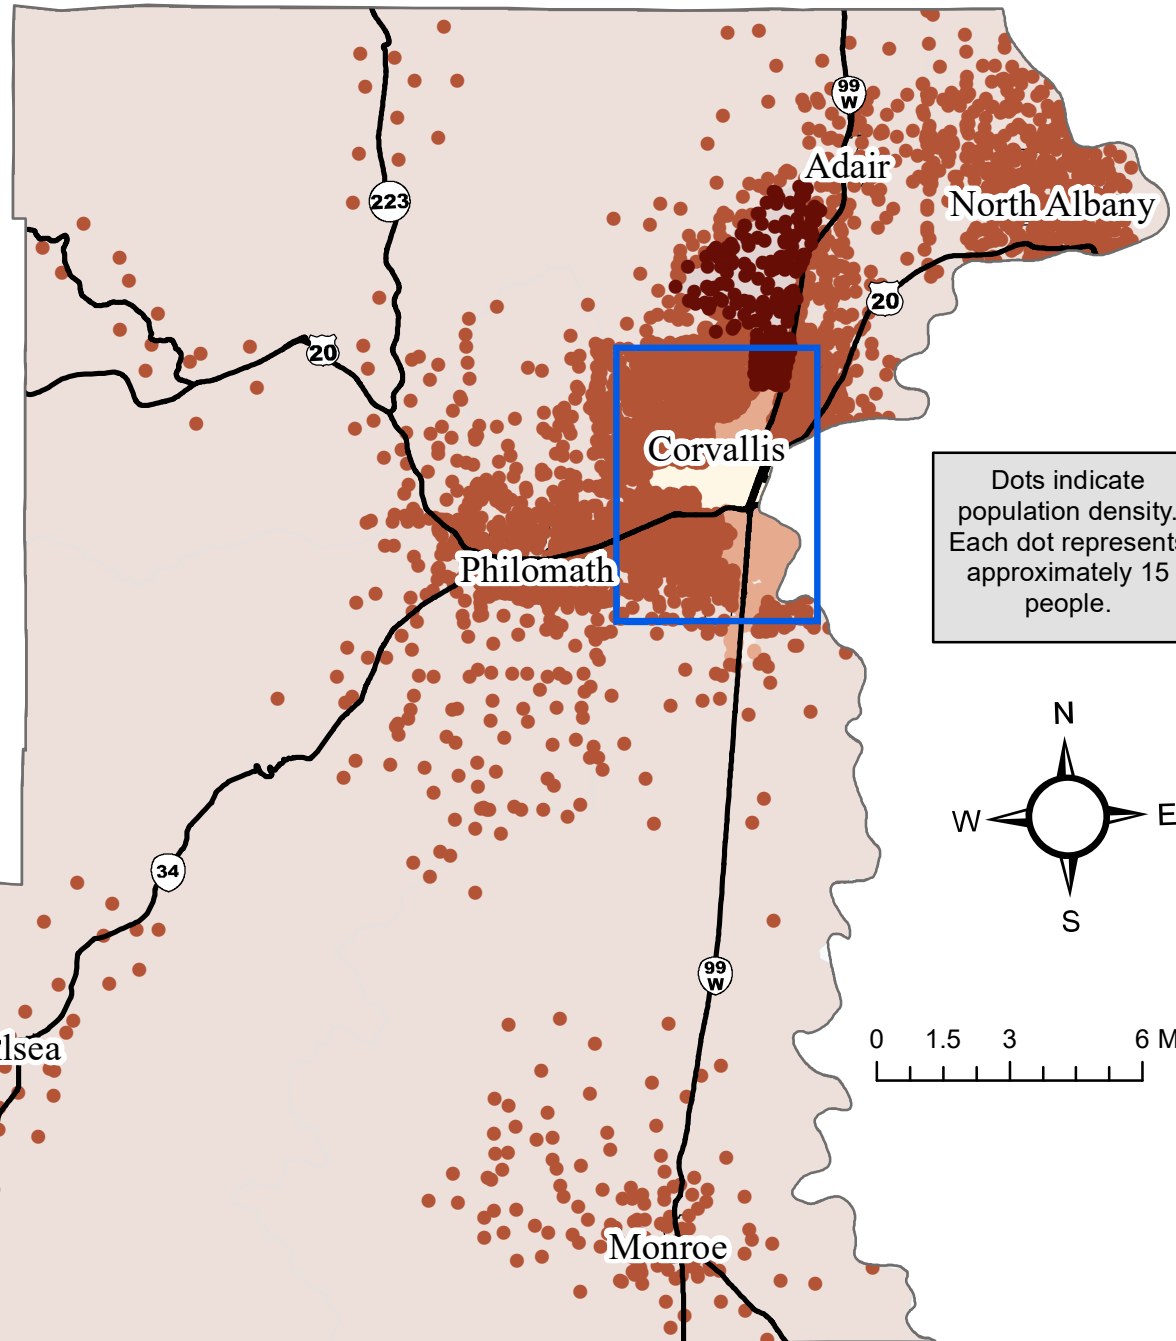 99
W
Adair
223
North Albany
20
20
Corvallis
Dots indicate
population density.
Each dot represents
approximately 15
people.
Philomath
N
W
E
S
34
99
W
0 1.5 3 6 M
lsea
Monroe